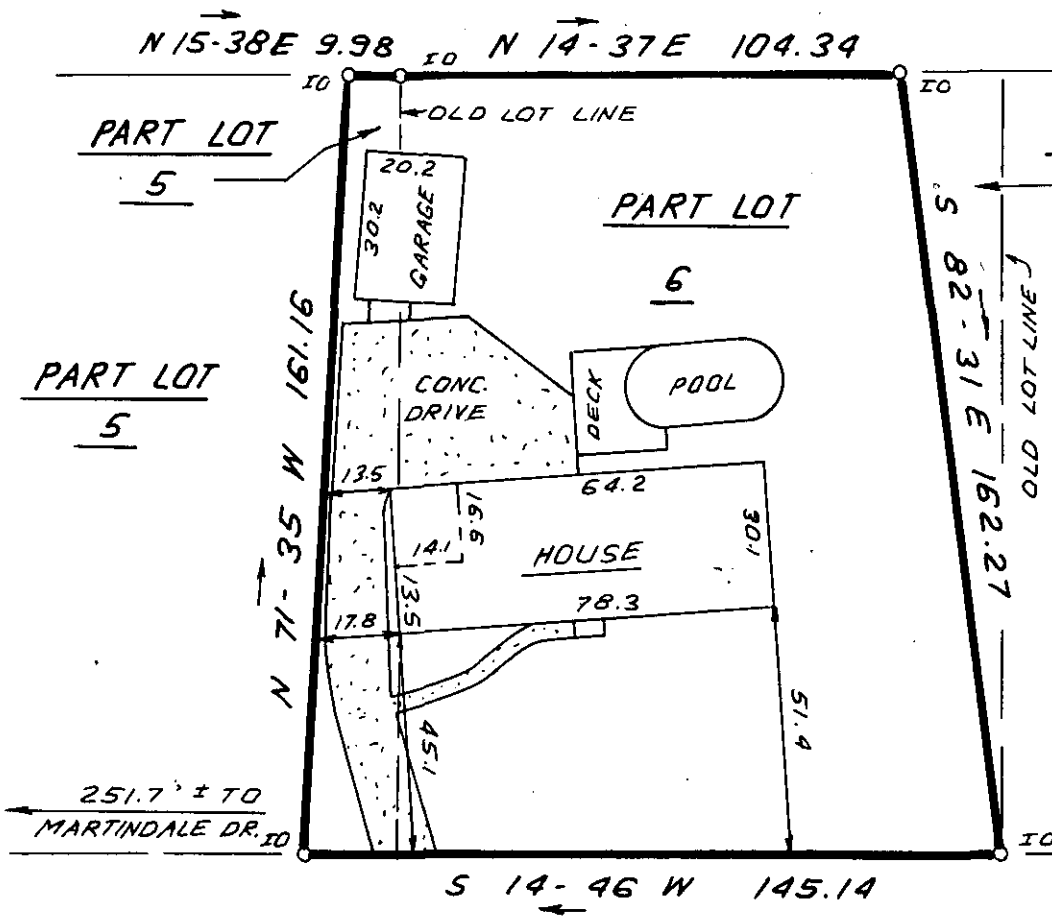 N 15-38E 9.98
N 14-37E 104.34
IO
IO
IO
OLD LOT LINE
PART LOT
5
20.2
30.2
GARAGE
PART LOT
6
S 82-31 E 162.27
OLD LOT LINE
N 71-35 W 161.16
PART LOT
5
CONC.
DRIVE
DECK
POOL
13.5
64.2
16.6
14.1
30.1
HOUSE
13.5
78.3
17.8
45.1
51.4
251.7' ± TO
MARTINDALE DR.
IO
IO
S 14-46 W 145.14